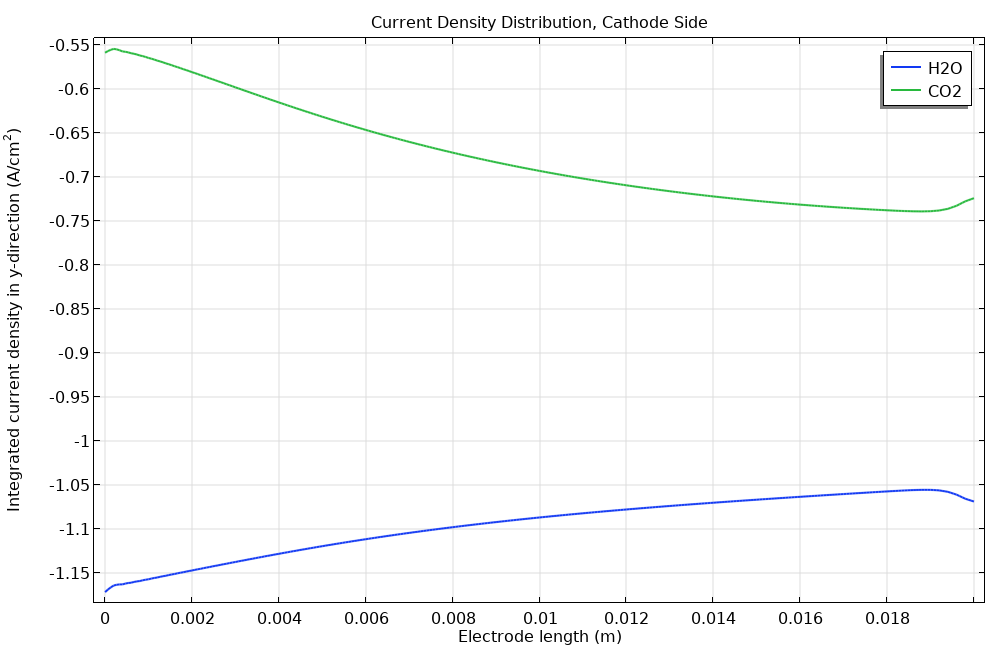 Current Density Distribution, Cathode Side
Integrated current density in y-direction (A/cm²)
-0.55
-0.6
-0.65
-0.7
-0.75
-0.8
-0.85
-0.9
-0.95
-1
-1.05
-1.1
-1.15
H2O
CO2
0 0.002 0.004 0.006 0.008 0.01 0.012 0.014 0.016 0.018
Electrode length (m)